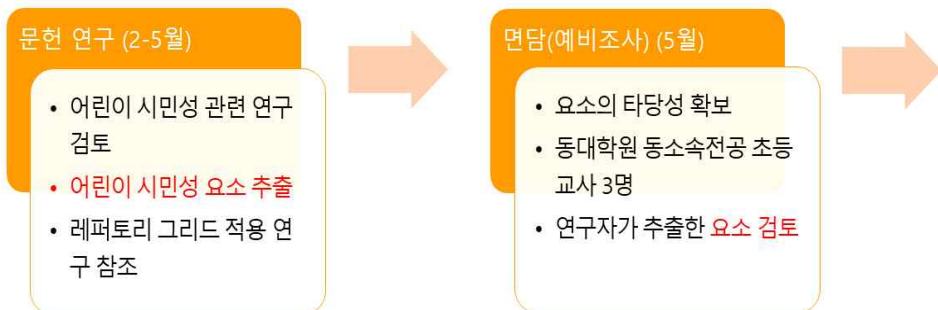 문헌 연구 (2-5월)
• 어린이 시민성 관련 연구
검토
• 어린이 시민성 요소 추출
• 레퍼토리 그리드 적용 연
구 참조
면담(예비조사) (5월)
• 요소의 타당성 확보
• 동대학원 동소속전공 초등
교사 3명
• 연구자가 추출한 요소 검토